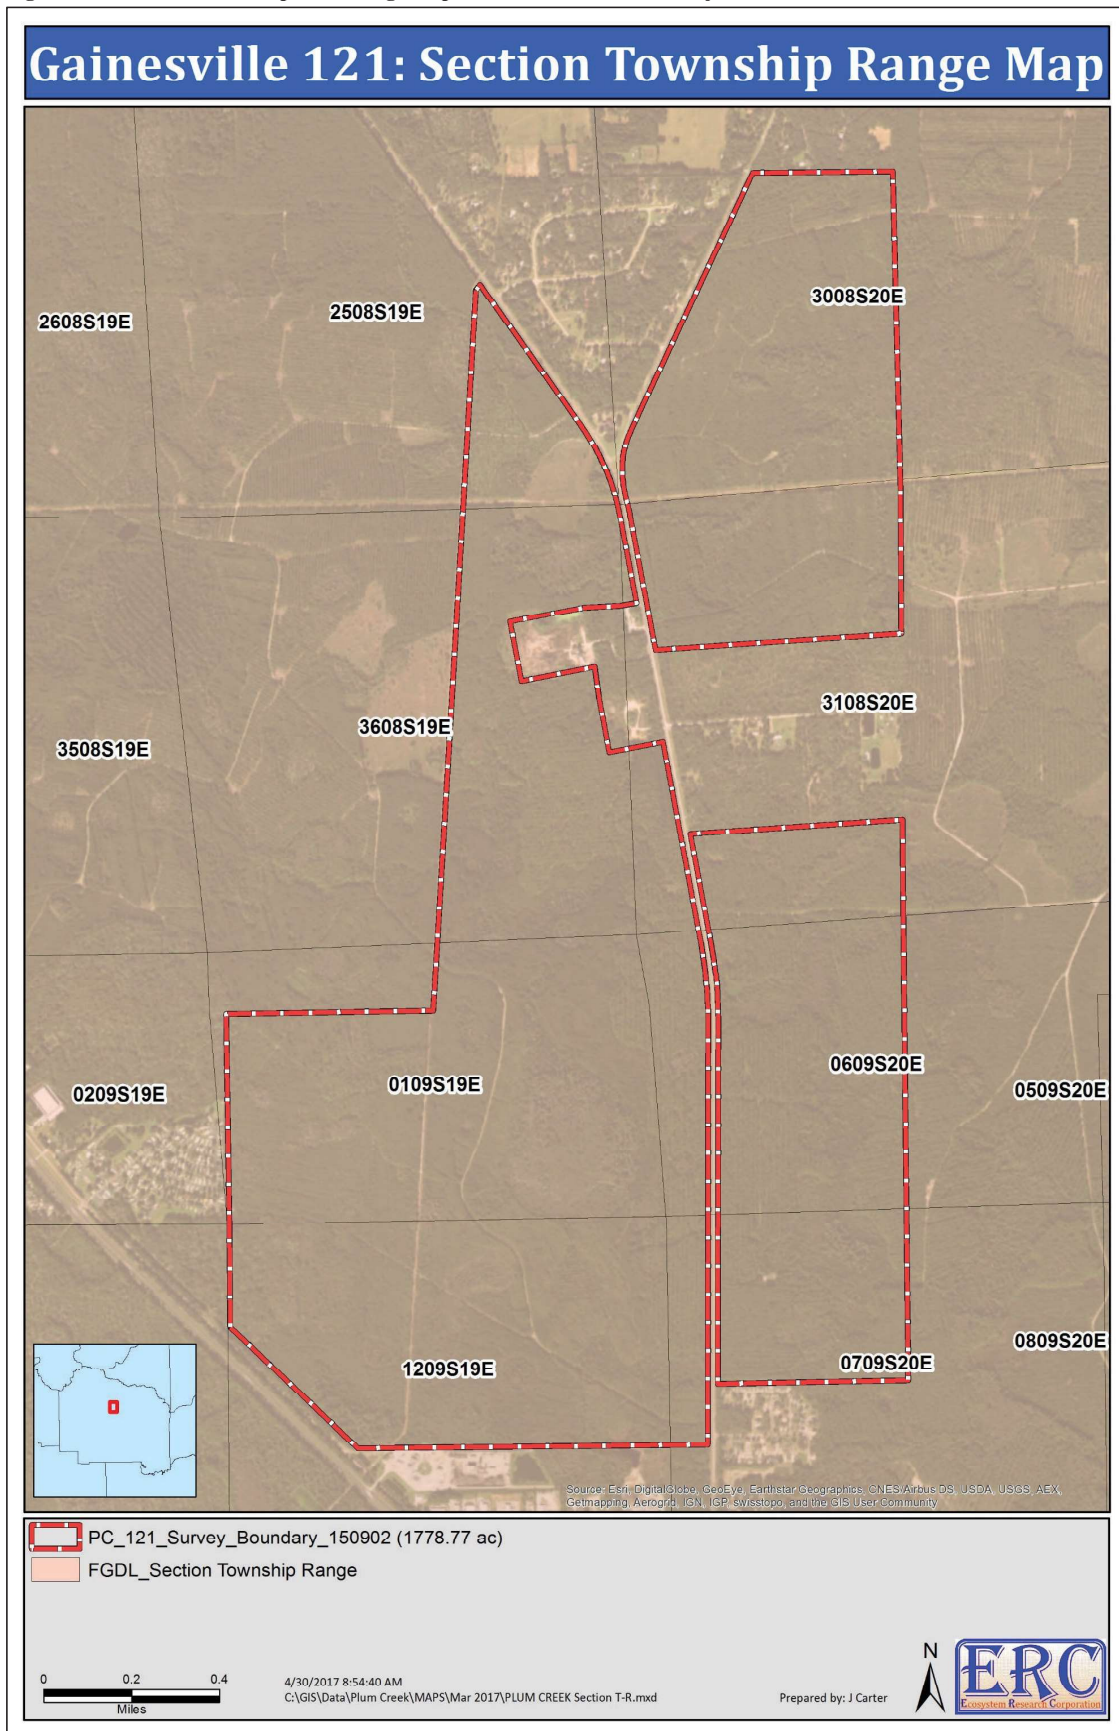 Gainesville 121: Section Township Range Map
3008S20E
2608S19E
2508S19E
3108S20E
3608S19E
3508S19E
0609S20E
0209S19E
0109S19E
0509S20E
1209S19E
0709S20E
0809S20E
Source: Esri, DigitalGlobe, GeoEye, Earthstar Geographics, CNES/Airbus DS, USDA, USGS, AEX,
Getmapping, Aerogrid, IGN, IGP, swisstopo, and the GIS User Community
PC_121_Survey_Boundary_150902 (1778.77 ac)
FGDL_Section Township Range
0 0.2 0.4
Miles
4/30/2017 8:54:40 AM
C:\GIS\Data\Plum Creek\MAPS\Mar 2017\PLUM CREEK Section T-R.mxd
Prepared by: J Carter
N
ERC
Ecosystem Research Corporation